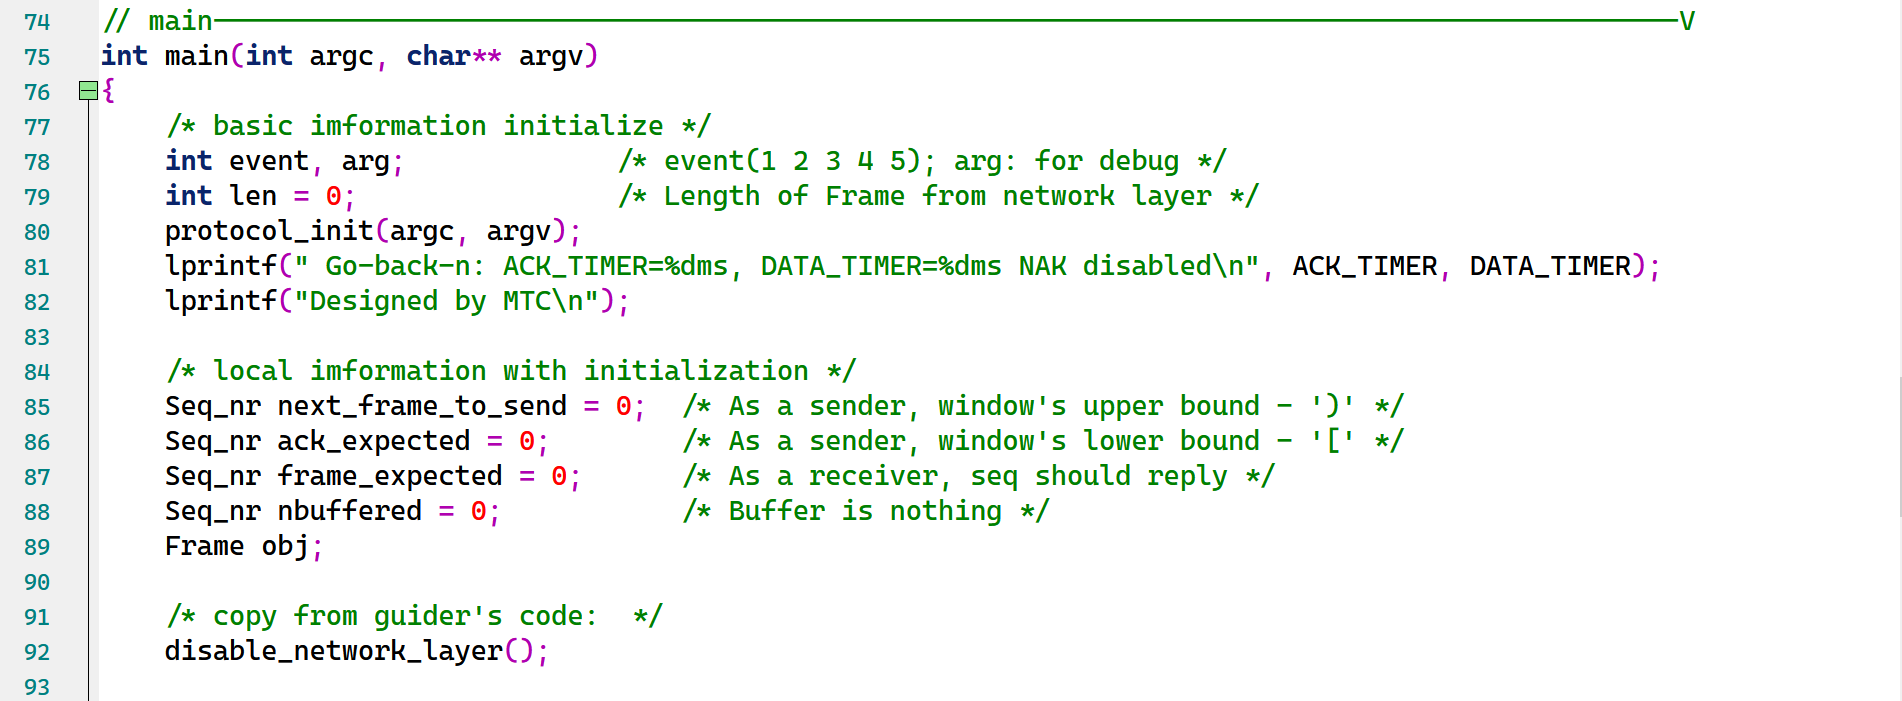 74 // main────────────────────────────────────────────────────────────V
75 int main(int argc, char** argv)
76 {
77 /* basic imformation initialize */
78 int event, arg; /* event(1 2 3 4 5); arg: for debug */
79 int len = 0; /* Length of Frame from network layer */
80 protocol_init(argc, argv);
81 lprintf(" Go-back-n: ACK_TIMER=%dms, DATA_TIMER=%dms NAK disabled\n", ACK_TIMER, DATA_TIMER);
82 lprintf("Designed by MTC\n");
83
84 /* local imformation with initialization */
85 Seq_nr next_frame_to_send = 0; /* As a sender, window's upper bound - ')' */
86 Seq_nr ack_expected = 0; /* As a sender, window's lower bound - '[' */
87 Seq_nr frame_expected = 0; /* As a receiver, seq should reply */
88 Seq_nr nbuffered = 0; /* Buffer is nothing */
89 Frame obj;
90
91 /* copy from guider's code:  */
92 disable_network_layer();
93